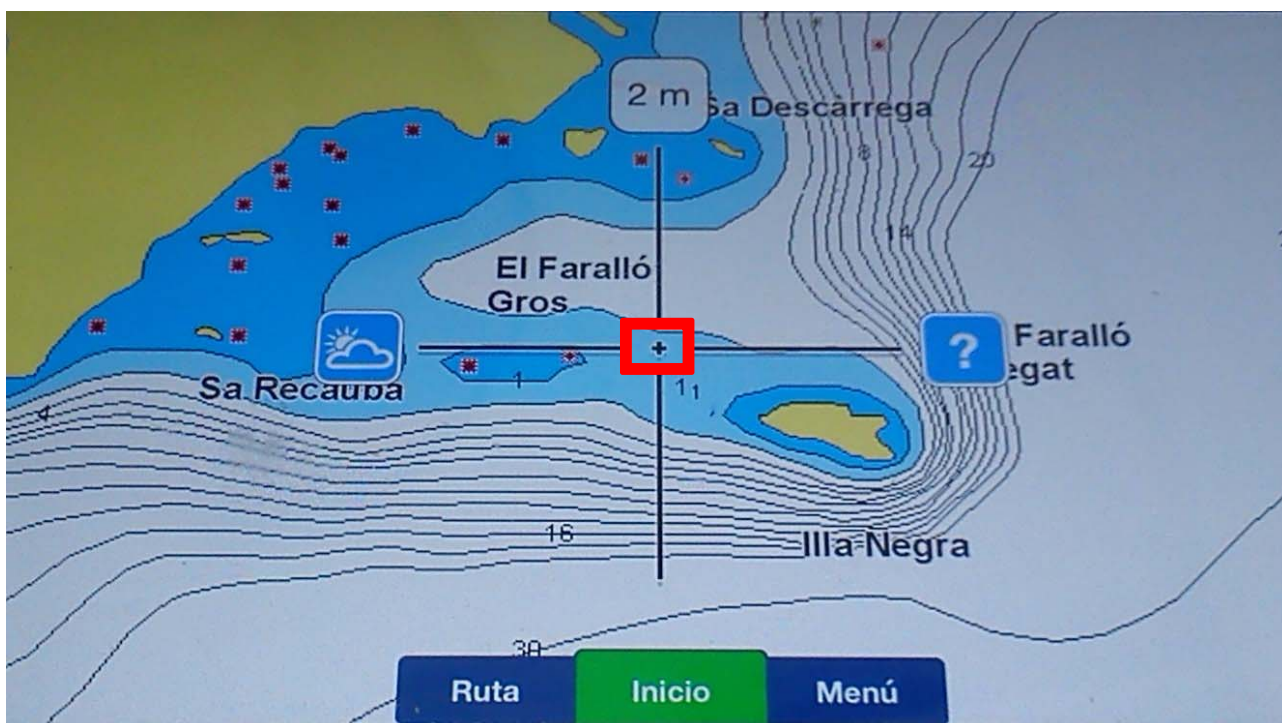 2 m
Sa Descàrrega
8
20
14
El Faralló
Gros
?
Faralló
egat
1
11
Sa Recauba
4
16
Illa Negra
30
Ruta
Inicio
Menú